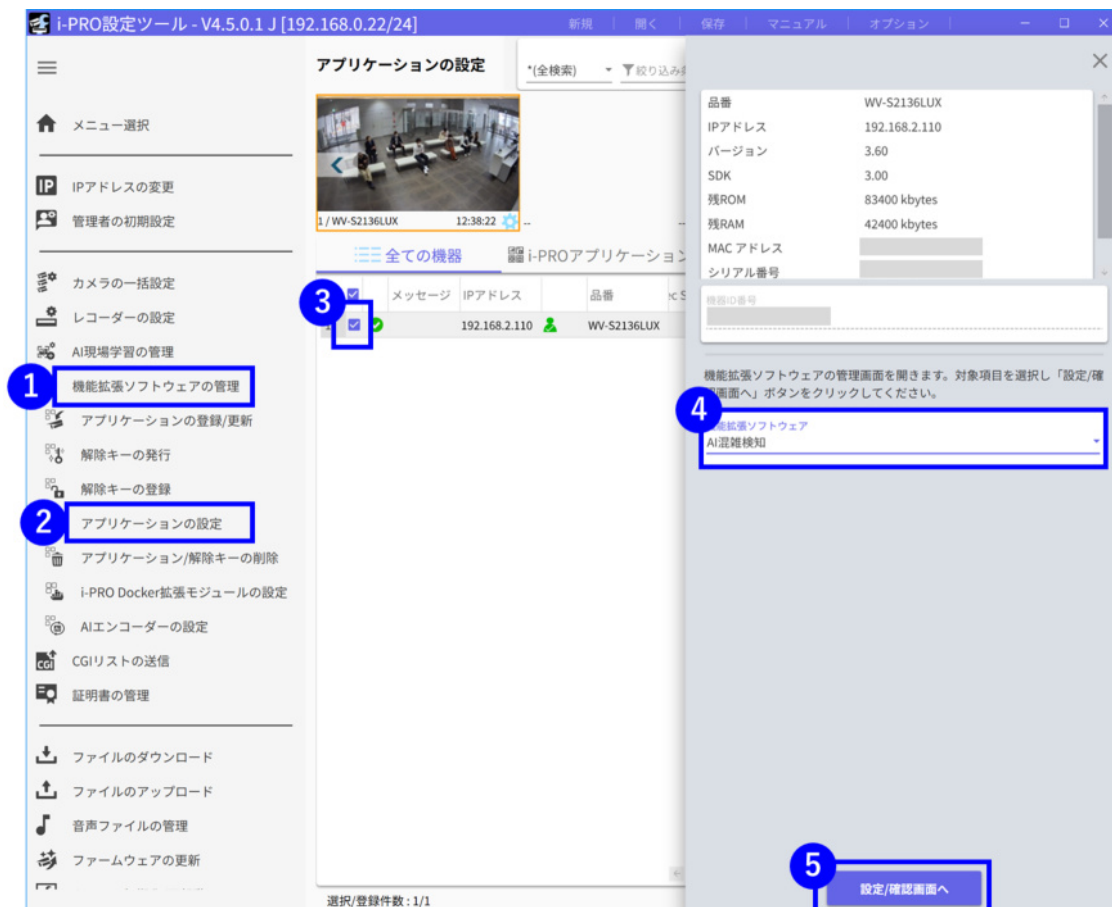 i-PRO設定ツール - V4.5.0.1 J [192.168.0.22/24]
新規
開く
保存
マニュアル
オプション
メニュー選択
IP
IPアドレスの変更
管理者の初期設定
カメラの一括設定
レコーダーの設定
AI現場学習の管理
1
機能拡張ソフトウェアの管理
アプリケーションの登録/更新
解除キーの発行
解除キーの登録
2
アプリケーションの設定
アプリケーション/解除キーの削除
i-PRO Docker拡張モジュールの設定
AIエンコーダーの設定
CGI
CGIリストの送信
証明書の管理
ファイルのダウンロード
ファイルのアップロード
音声ファイルの管理
ファームウェアの更新
アプリケーションの設定
*(全検索)
絞り込み
1 / WV-S2136LUX
12:38:22
--
全ての機器
i-PROアプリケーション
3
メッセージ
IPアドレス
品番
192.168.2.110
WV-S2136LUX
選択/登録件数 : 1/1
品番
WV-S2136LUX
IPアドレス
192.168.2.110
バージョン
3.60
SDK
3.00
残ROM
83400 kbytes
残RAM
42400 kbytes
MAC アドレス
シリアル番号
機器ID番号
機能拡張ソフトウェアの管理画面を開きます。対象項目を選択し「設定/確
画面へ」ボタンをクリックしてください。
4
能拡張ソフトウェア
AI混雑検知
5
設定/確認画面へ